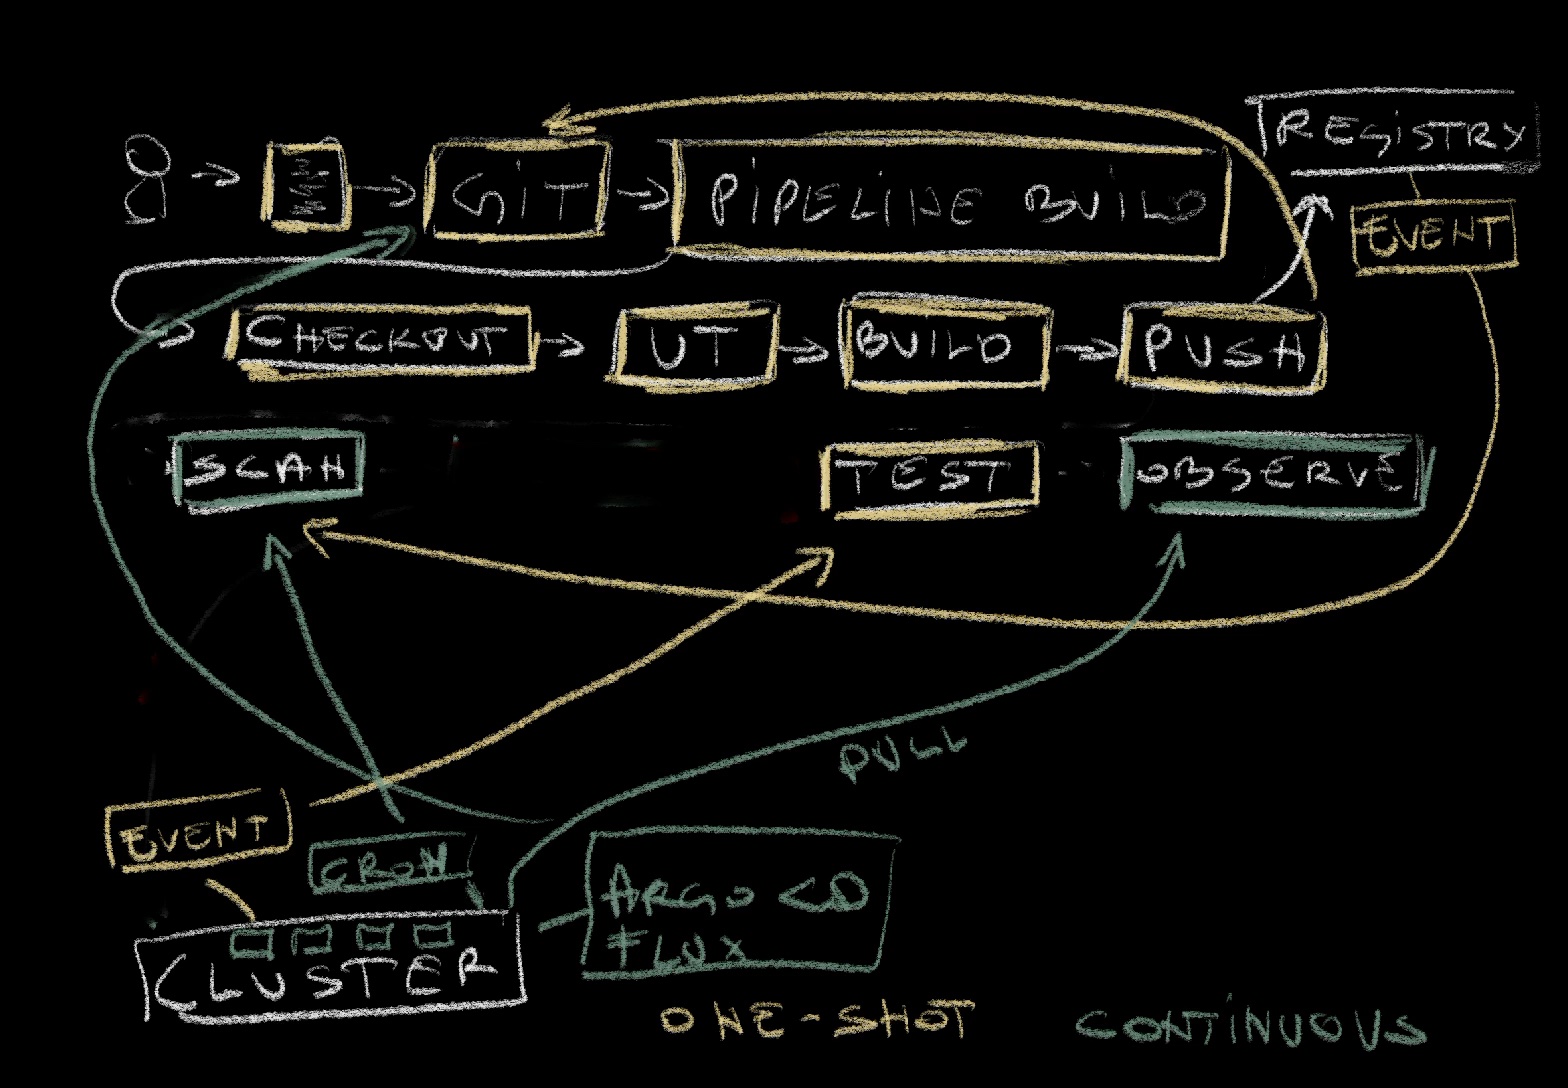 REGISTRY
GIT
PIPELINE BUILD
EVENT
CHECKOUT
UT
BUILD
PUSH
SCAN
TEST
OBSERVE
PULL
EVENT
CRON
ARGO CD
FLUX
CLUSTER
ONE-SHOT
CONTINUOUS